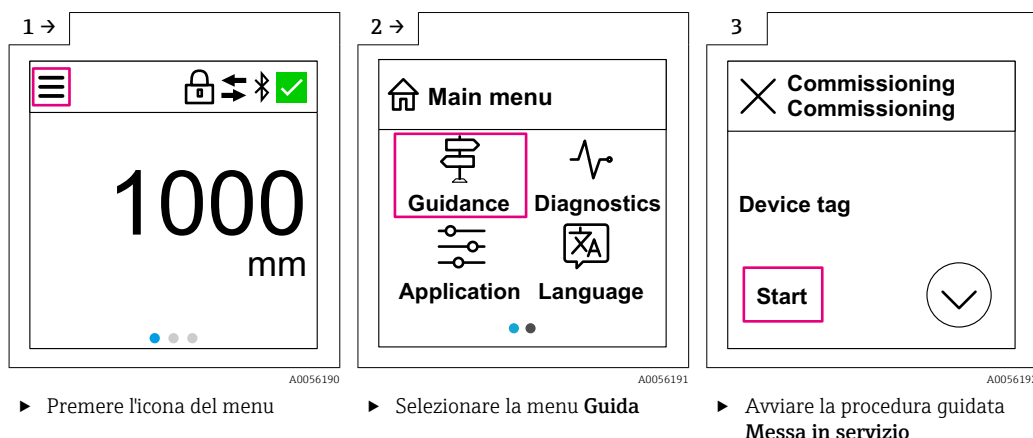 1 →
1000
mm
A0056190
► Premere l'icona del menu
2 →
Main menu
Guidance Diagnostics
Application Language
A0056191
► Selezionare la menu Guida
3
Commissioning
Commissioning
Device tag
Start
A0056192
► Avviare la procedura guidata
Messa in servizio